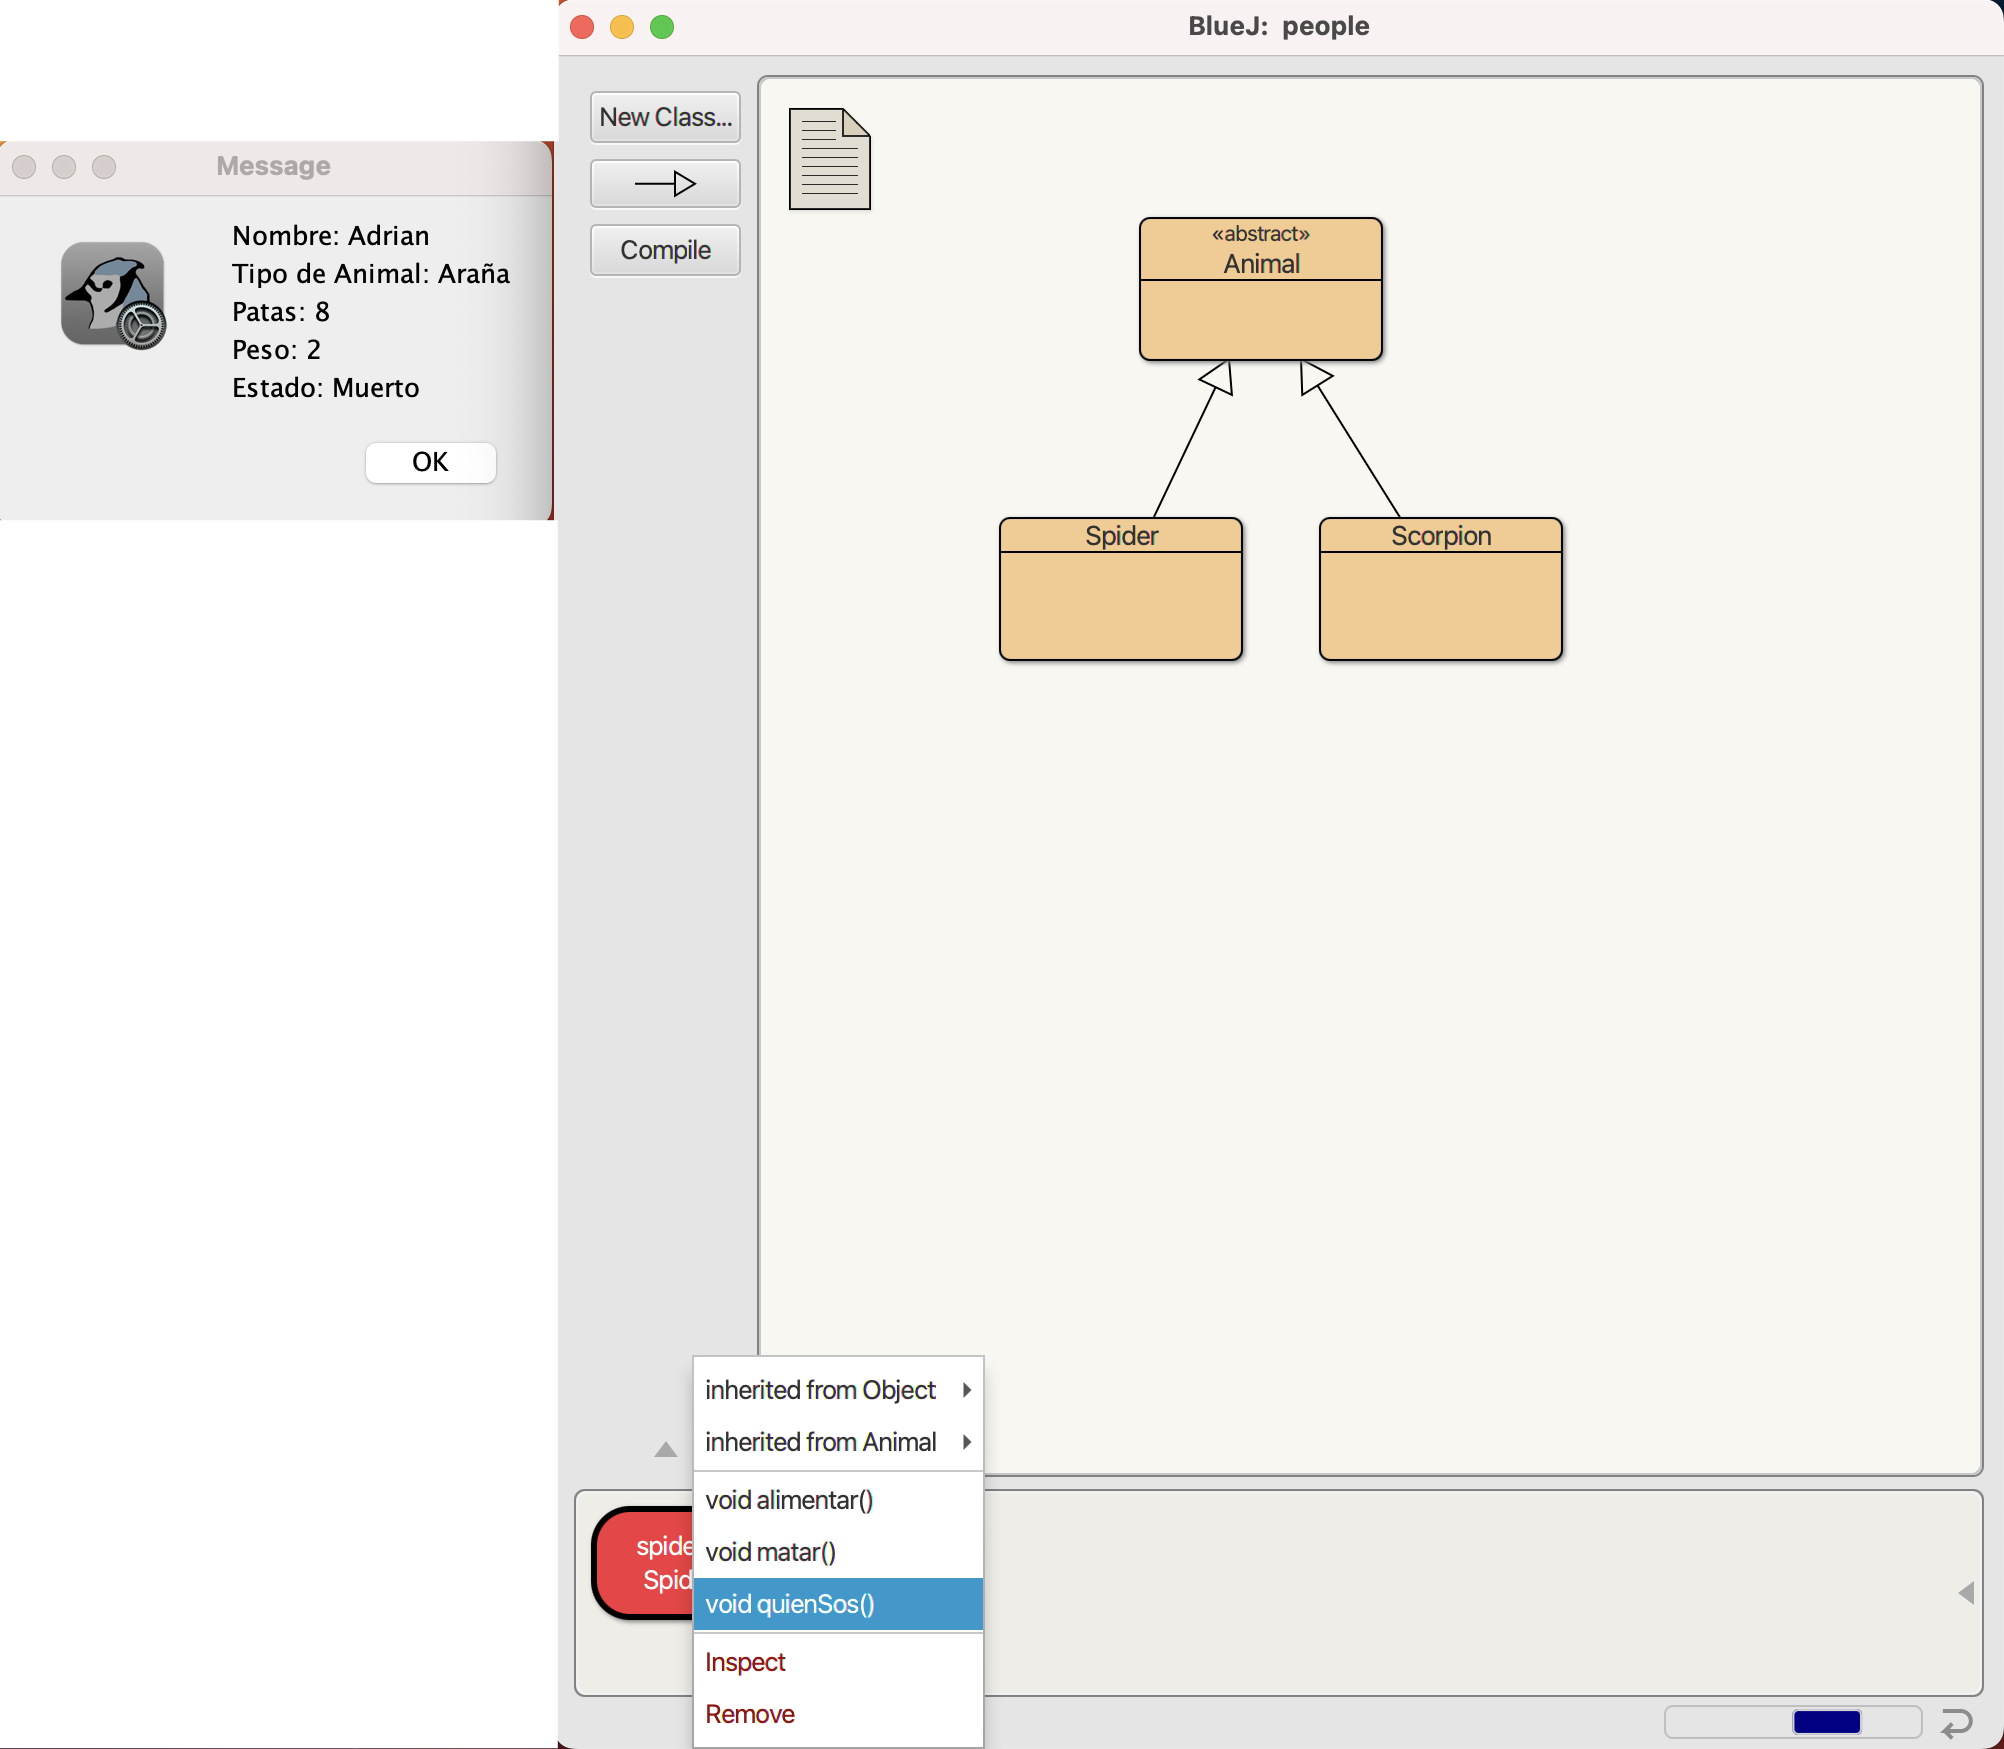 Message
Nombre: Adrian
Tipo de Animal: Araña
Patas: 8
Peso: 2
Estado: Muerto
OK
BlueJ: people
New Class...
Compile
«abstract»
Animal
Spider
Scorpion
inherited from Object
inherited from Animal
void alimentar()
void matar()
void quienSos()
Inspect
Remove
spide
Spid